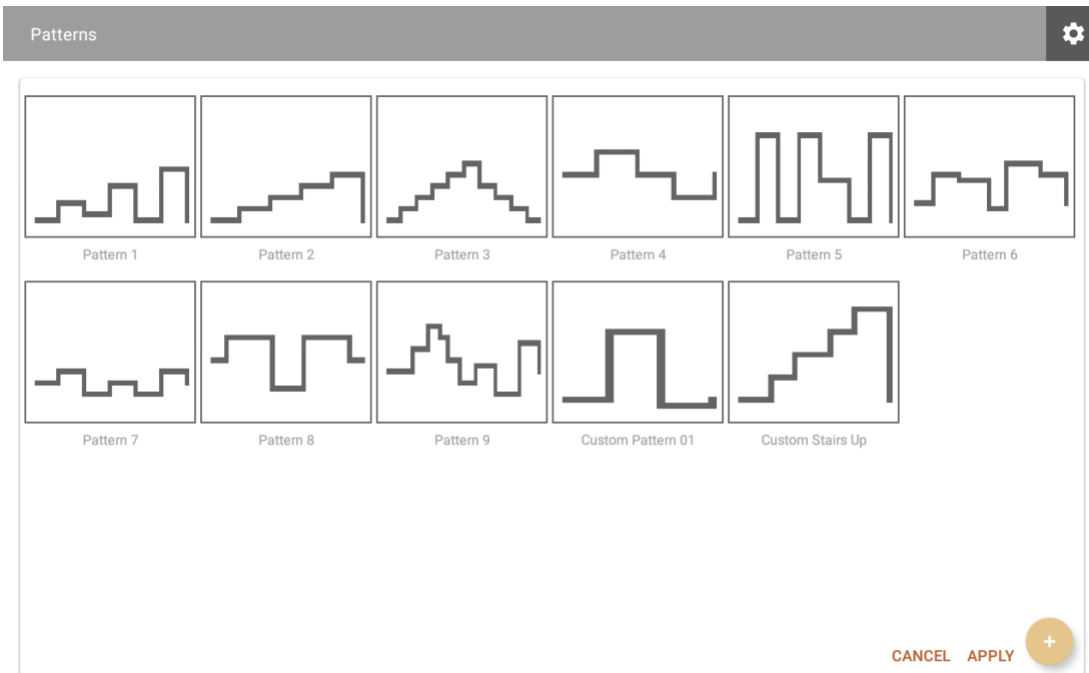 Patterns
Pattern 1
Pattern 2
Pattern 3
Pattern 4
Pattern 5
Pattern 6
Pattern 7
Pattern 8
Pattern 9
Custom Pattern 01
Custom Stairs Up
CANCEL APPLY +